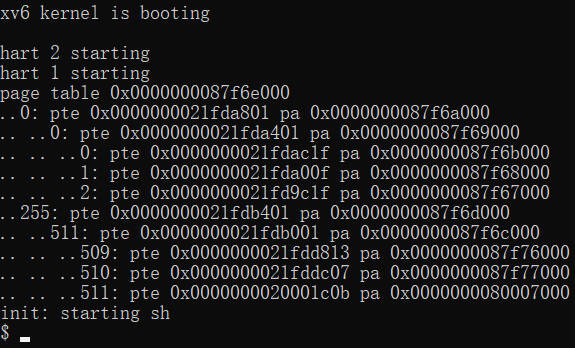 xv6 kernel is booting
hart 2 starting
hart 1 starting
page table 0x0000000087f6e000
..0: pte 0x0000000021fda801 pa 0x0000000087f6a000
.. ..0: pte 0x0000000021fda401 pa 0x0000000087f69000
.. .. ..0: pte 0x0000000021fdac1f pa 0x0000000087f6b000
.. .. ..1: pte 0x0000000021fda00f pa 0x0000000087f68000
.. .. ..2: pte 0x0000000021fd9c1f pa 0x0000000087f67000
..255: pte 0x0000000021fdb401 pa 0x0000000087f6d000
.. ..511: pte 0x0000000021fdb001 pa 0x0000000087f6c000
.. .. ..509: pte 0x0000000021fdd813 pa 0x0000000087f76000
.. .. ..510: pte 0x0000000021fddc07 pa 0x0000000087f77000
.. .. ..511: pte 0x0000000020001c0b pa 0x0000000080007000
init: starting sh
$